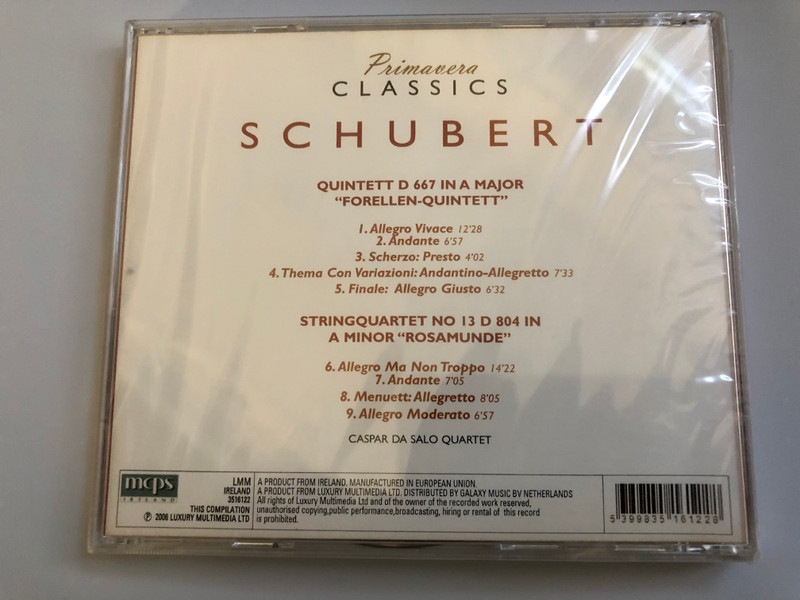 Primavera
CLASSICS
SCHUBERT
QUINTETT D 667 IN A MAJOR
“FORELLEN-QUINTETT”
1. Allegro Vivace 12'28
2. Andante 6'57
3. Scherzo: Presto 4'02
4. Thema Con Variazioni: Andantino-Allegretto 7'33
5. Finale: Allegro Giusto 6'32
STRINGQUARTET NO 13 D 804 IN
A MINOR “ROSAMUNDE”
6. Allegro Ma Non Troppo 14'22
7. Andante 7'05
8. Menuett: Allegretto 8'05
9. Allegro Moderato 6'57
CASPAR DA SALO QUARTET
mcps
IRELAND
LMM
IRELAND
3516122
THIS COMPILATION
℗ 2006 LUXURY MULTIMEDIA LTD
A PRODUCT FROM IRELAND. MANUFACTURED IN EUROPEAN UNION.
A PRODUCT FROM LUXURY MULTIMEDIA LTD. DISTRIBUTED BY GALAXY MUSIC BV NETHERLANDS
All rights of Luxury Multimedia Ltd and of the owner of the recorded work reserved,
unauthorised copying,public performance,broadcasting, hiring or rental of this record
is prohibited.
5 399835 161228